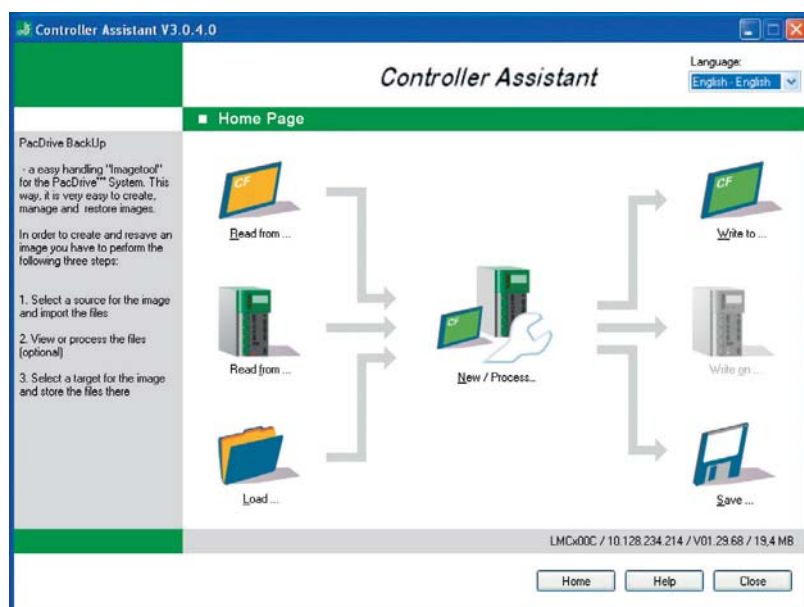 Controller Assistant V3.0.4.0
Controller Assistant
Language:
English - English
Home Page
PacDrive BackUp
- a easy handling "Imagetool"
for the PacDrive™ System. This
way, it is very easy to create,
manage and restore images.
In order to create and resave an
image you have to perform the
following three steps:
1. Select a source for the image
and import the files
2. View or process the files
(optional)
3. Select a target for the image
and store the files there
CF
Read from ...
Read from ...
Load ...
CF
New / Process...
CF
Write to ...
Write on ...
Save ...
LMCx00C / 10.128.234.214 / V01.29.68 / 19,4 MB
Home
Help
Close